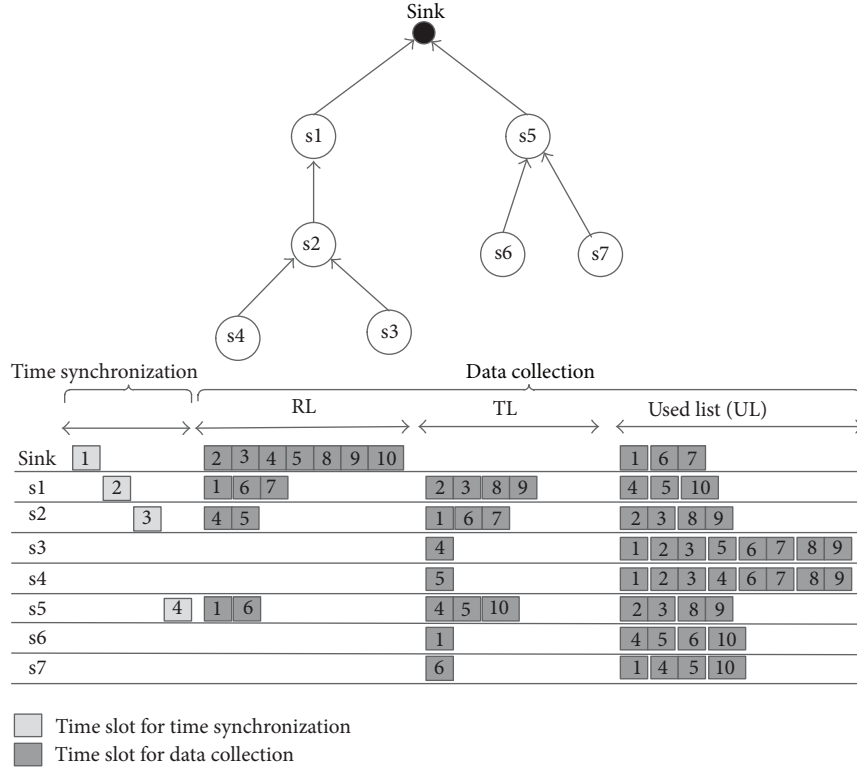 Sink
s1 s5
s2 s6 s7
s4 s3
Time synchronization Data collection
RL TL Used list (UL)
Sink 1 2 3 4 5 8 9 10 1 6 7
s1 2 1 6 7 2 3 8 9 4 5 10
s2 3 4 5 1 6 7 2 3 8 9
s3 4 1 2 3 5 6 7 8 9
s4 5 1 2 3 4 6 7 8 9
s5 4 1 6 4 5 10 2 3 8 9
s6 1 4 5 6 10
s7 6 1 4 5 10
Time slot for time synchronization
Time slot for data collection